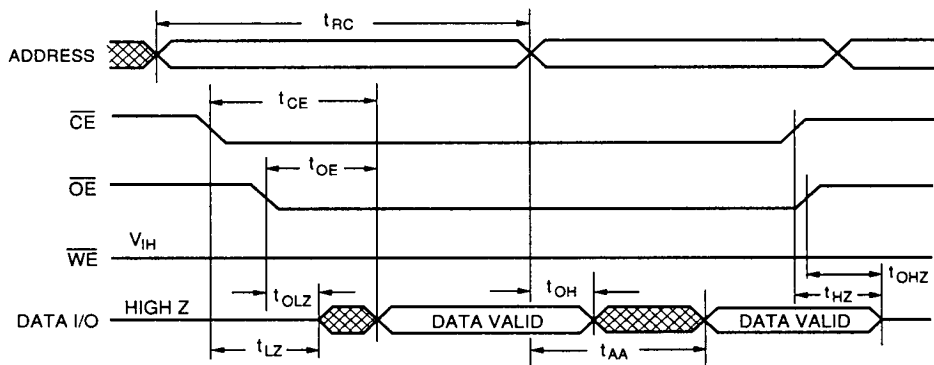 tRC
ADDRESS
tCE
CE
tOE
OE
VIH
WE
tOLZ
tOH
tOHZ
tHZ
HIGH Z
DATA I/O
DATA VALID
DATA VALID
tLZ
tAA